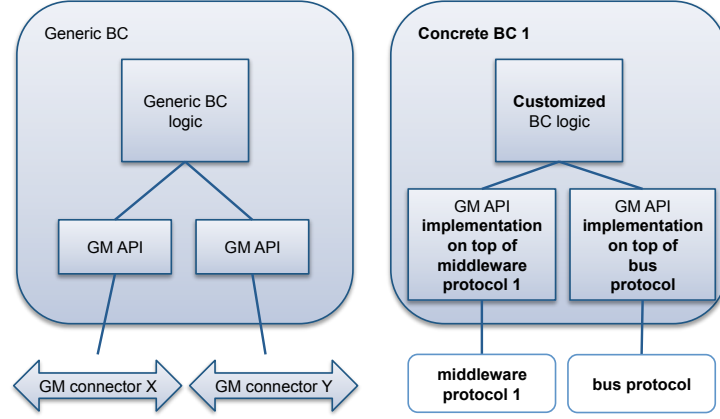 Generic BC
Generic BC
logic
GM API
GM API
GM connector X
GM connector Y
Concrete BC 1
Customized
BC logic
GM API
implementation
on top of
middleware
protocol 1
GM API
implementation
on top of
bus
protocol
middleware
protocol 1
bus protocol